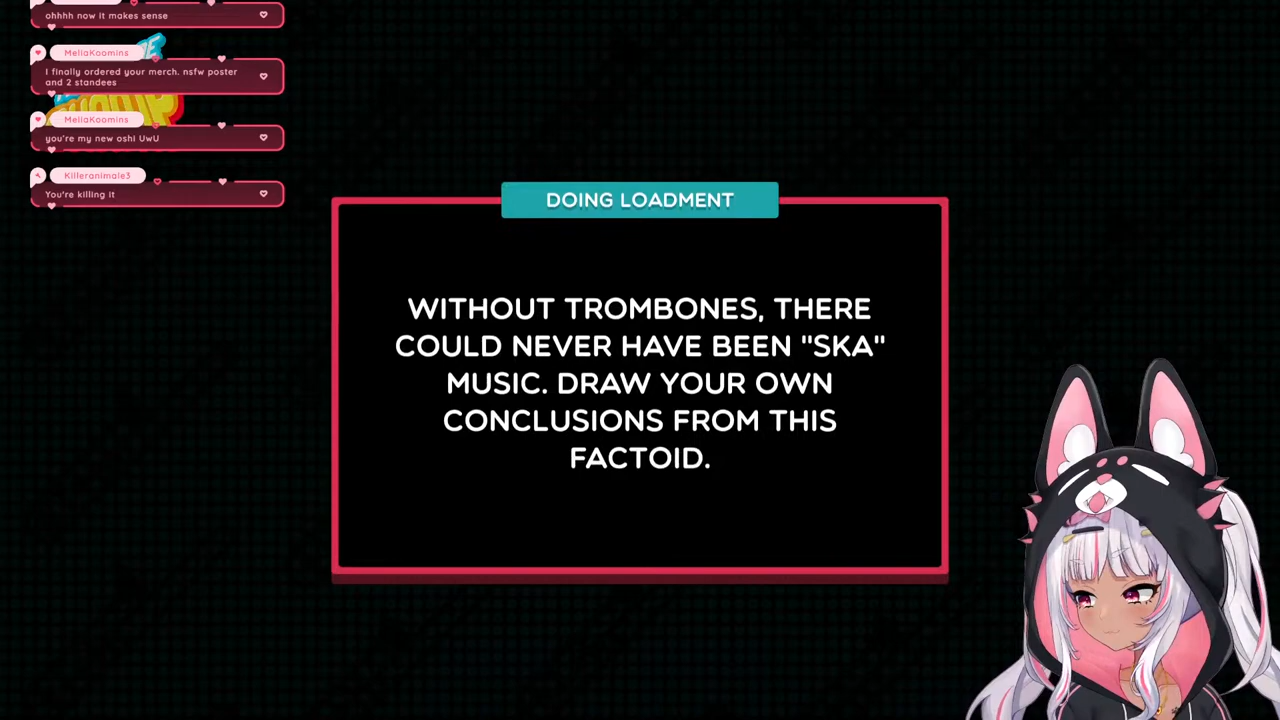 ohhhh now it makes sense
MeliaKoomins
I finally ordered your merch. nsfw poster
and 2 standees
MeliaKoomins
you're my new oshi UwU
Killeranimale3
You're killing it
DOING LOADMENT
WITHOUT TROMBONES, THERE
COULD NEVER HAVE BEEN "SKA"
MUSIC. DRAW YOUR OWN
CONCLUSIONS FROM THIS
FACTOID.